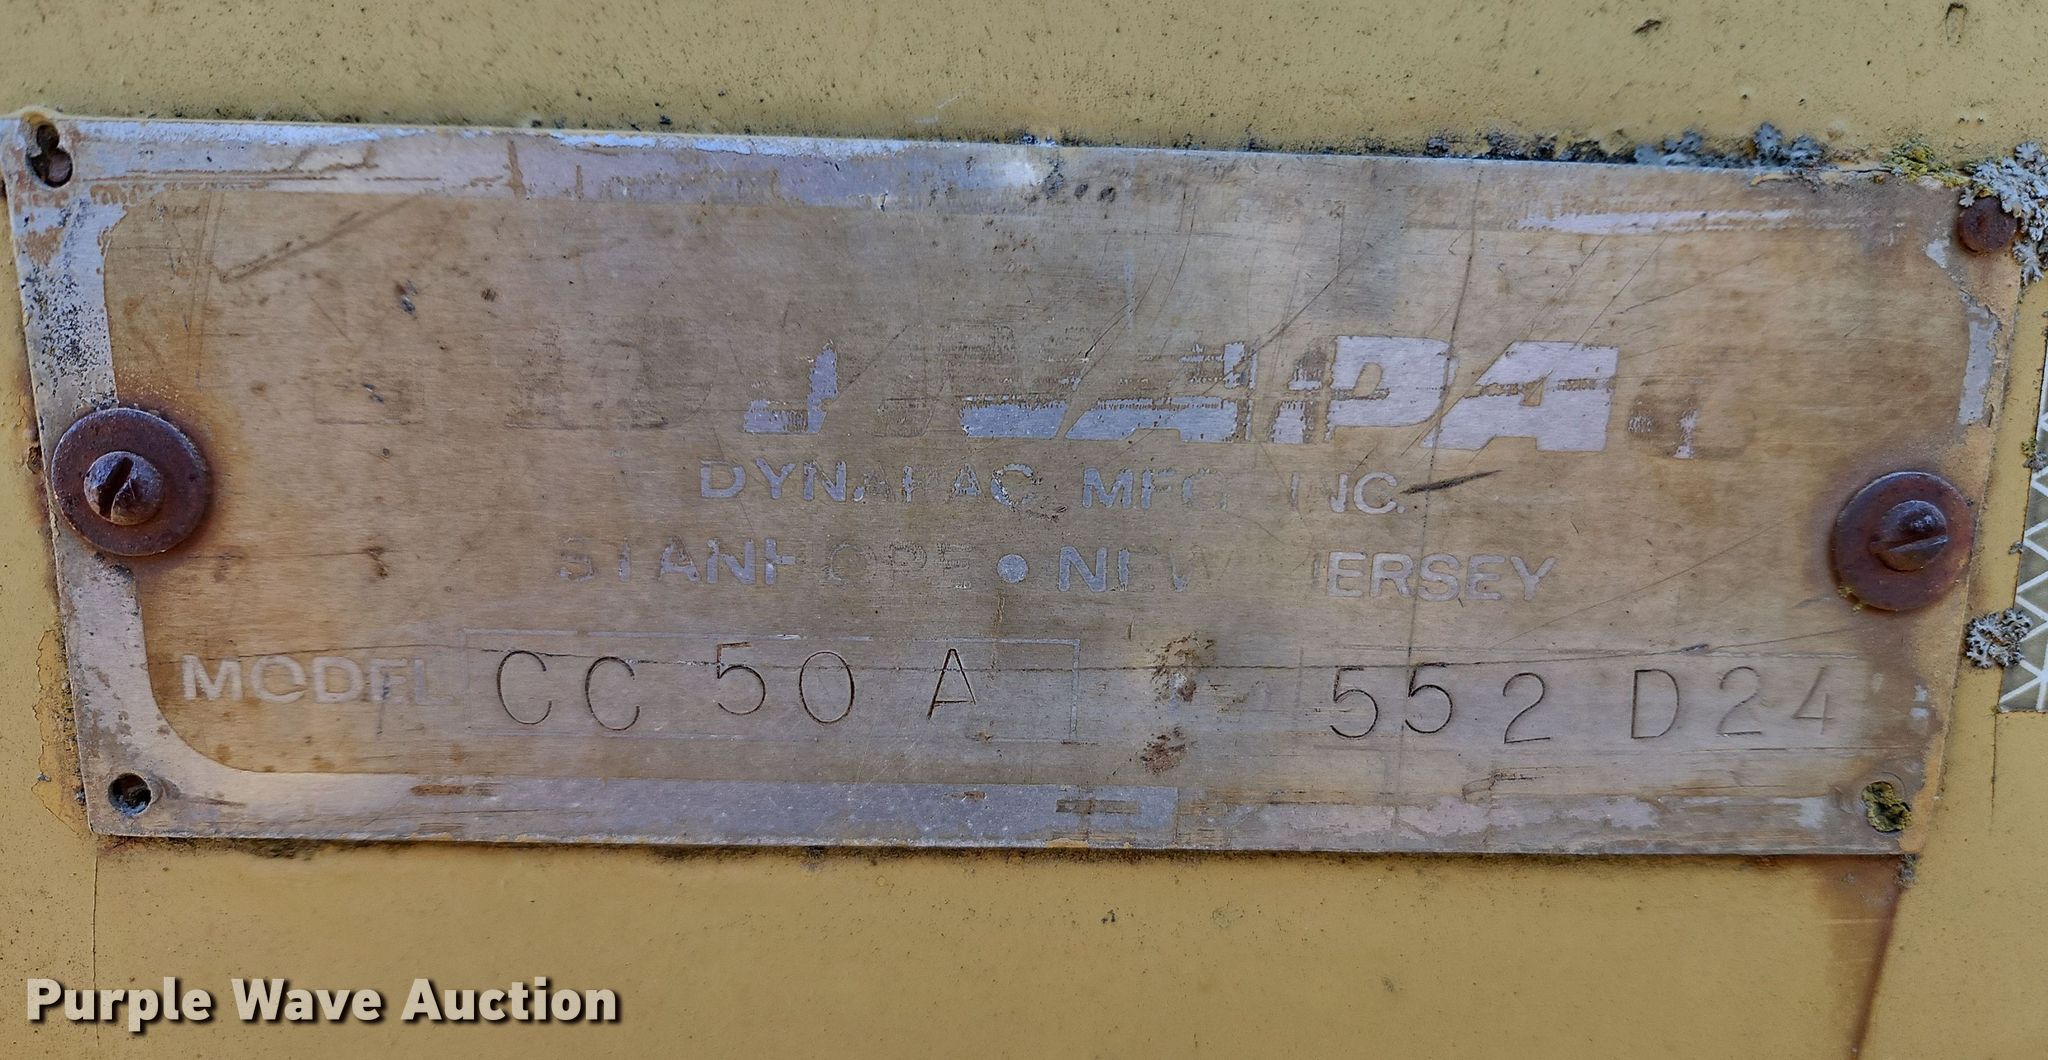 DYNAPAC
DYNAPAC MFG. INC.
STANHOPE • NEW JERSEY
MODEL CC 50 A 552 D24
Purple Wave Auction